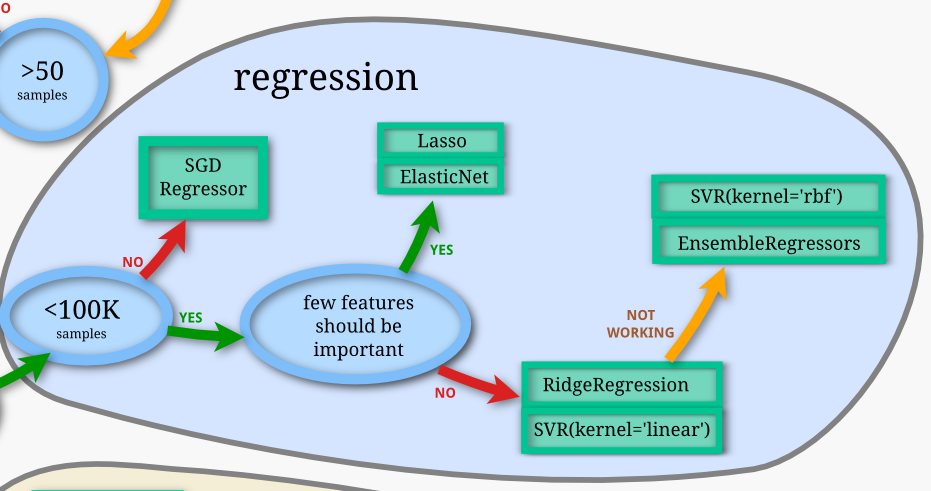 O
>50
samples
regression
SGD
Regressor
Lasso
ElasticNet
SVR(kernel='rbf')
EnsembleRegressors
NO
YES
<100K
samples
YES
few features
should be
important
NOT
WORKING
NO
RidgeRegression
SVR(kernel='linear')